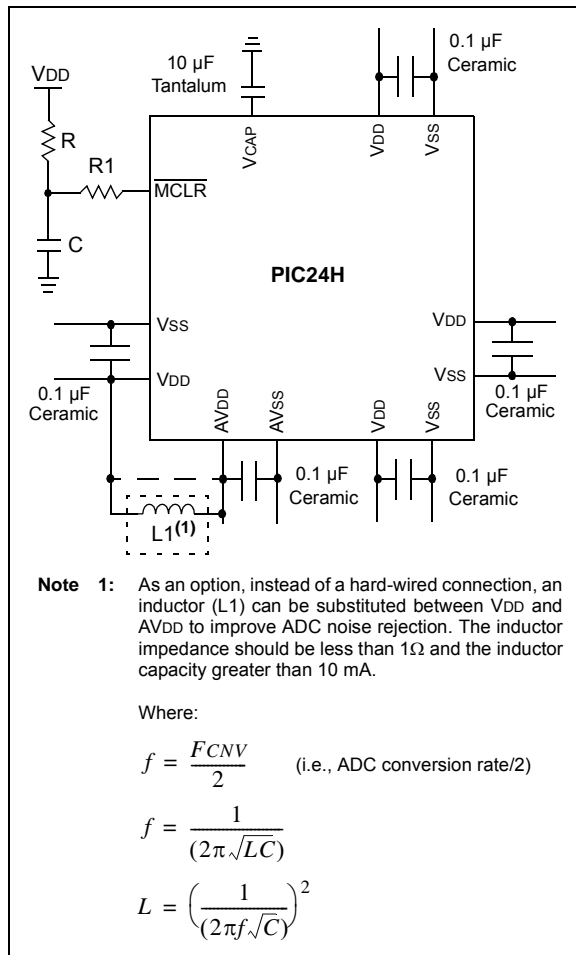 0.1 µF
Ceramic
10 µF
Tantalum
VDD
R
R1
MCLR
C
VCAP
VDD
VSS
PIC24H
VSS
VDD
VDD
VSS
0.1 µF
Ceramic
0.1 µF
Ceramic
AVDD
AVSS
VDD
VSS
0.1 µF
Ceramic
0.1 µF
Ceramic
L1(1)
Note 1: As an option, instead of a hard-wired connection, an
inductor (L1) can be substituted between VDD and
AVDD to improve ADC noise rejection. The inductor
impedance should be less than 1Ω and the inductor
capacity greater than 10 mA.
Where:
f = FCNV / 2 (i.e., ADC conversion rate/2)
f = 1 / (2π√LC)
L = (1 / (2πf√C))²